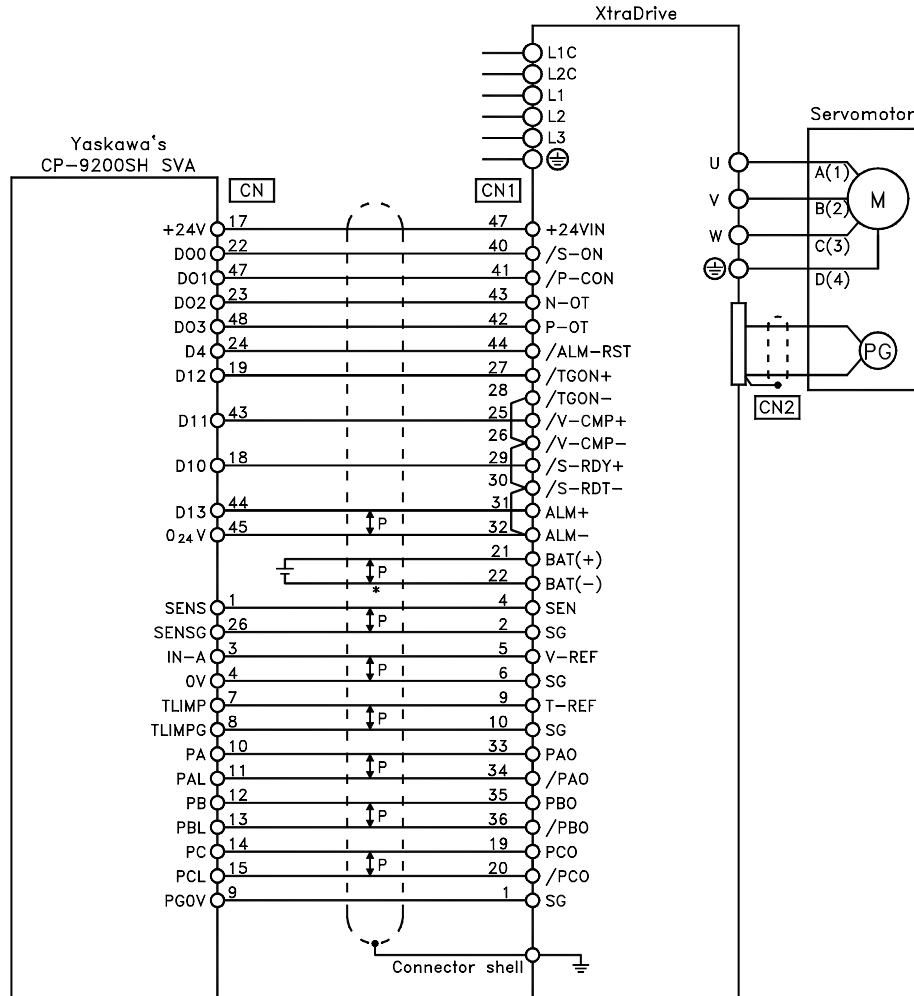 XtraDrive
L1C
L2C
L1
L2
L3
Servomotor
Yaskawa's
CP-9200SH SVA
CN
CN1
U
A(1)
M
V
B(2)
W
C(3)
D(4)
PG
CN2
+24V 17 47 +24VIN
DO0 22 40 /S-ON
DO1 47 41 /P-CON
DO2 23 43 N-OT
DO3 48 42 P-OT
D4 24 44 /ALM-RST
D12 19 27 /TGON+
28 /TGON-
D11 43 25 /V-CMP+
26 /V-CMP-
D10 18 29 /S-RDY+
30 /S-RDT-
D13 44 31 ALM+
P
024V 45 32 ALM-
21 BAT(+)
P
22 BAT(-)
*
SENS 1 4 SEN
P
SENSG 26 2 SG
IN-A 3 5 V-REF
P
0V 4 6 SG
TLIMP 7 9 T-REF
P
TLIMPG 8 10 SG
PA 10 33 PAO
P
PAL 11 34 /PAO
PB 12 35 PBO
P
PBL 13 36 /PBO
PC 14 19 PCO
P
PCL 15 20 /PCO
PG0V 9 1 SG
Connector shell